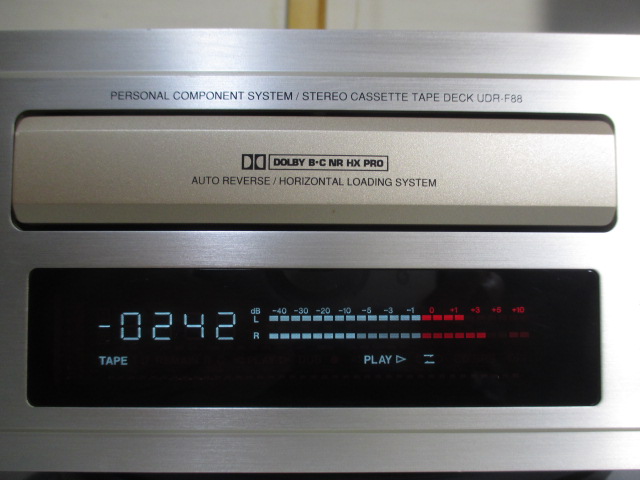 PERSONAL COMPONENT SYSTEM / STEREO CASSETTE TAPE DECK UDR-F88
DOLBY B·C NR HX PRO
AUTO REVERSE / HORIZONTAL LOADING SYSTEM
dB -40 -30 -20 -10 -5 -3 -1 0 +1 +3 +6 +10
L
-0242
R
TAPE PLAY